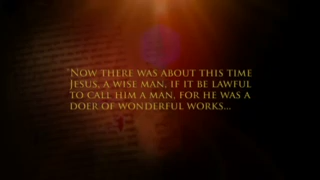 "NOW THERE WAS ABOUT THIS TIME
JESUS, A WISE MAN, IF IT BE LAWFUL
TO CALL HIM A MAN. FOR HE WAS A
DOER OF WONDERFUL WORKS...